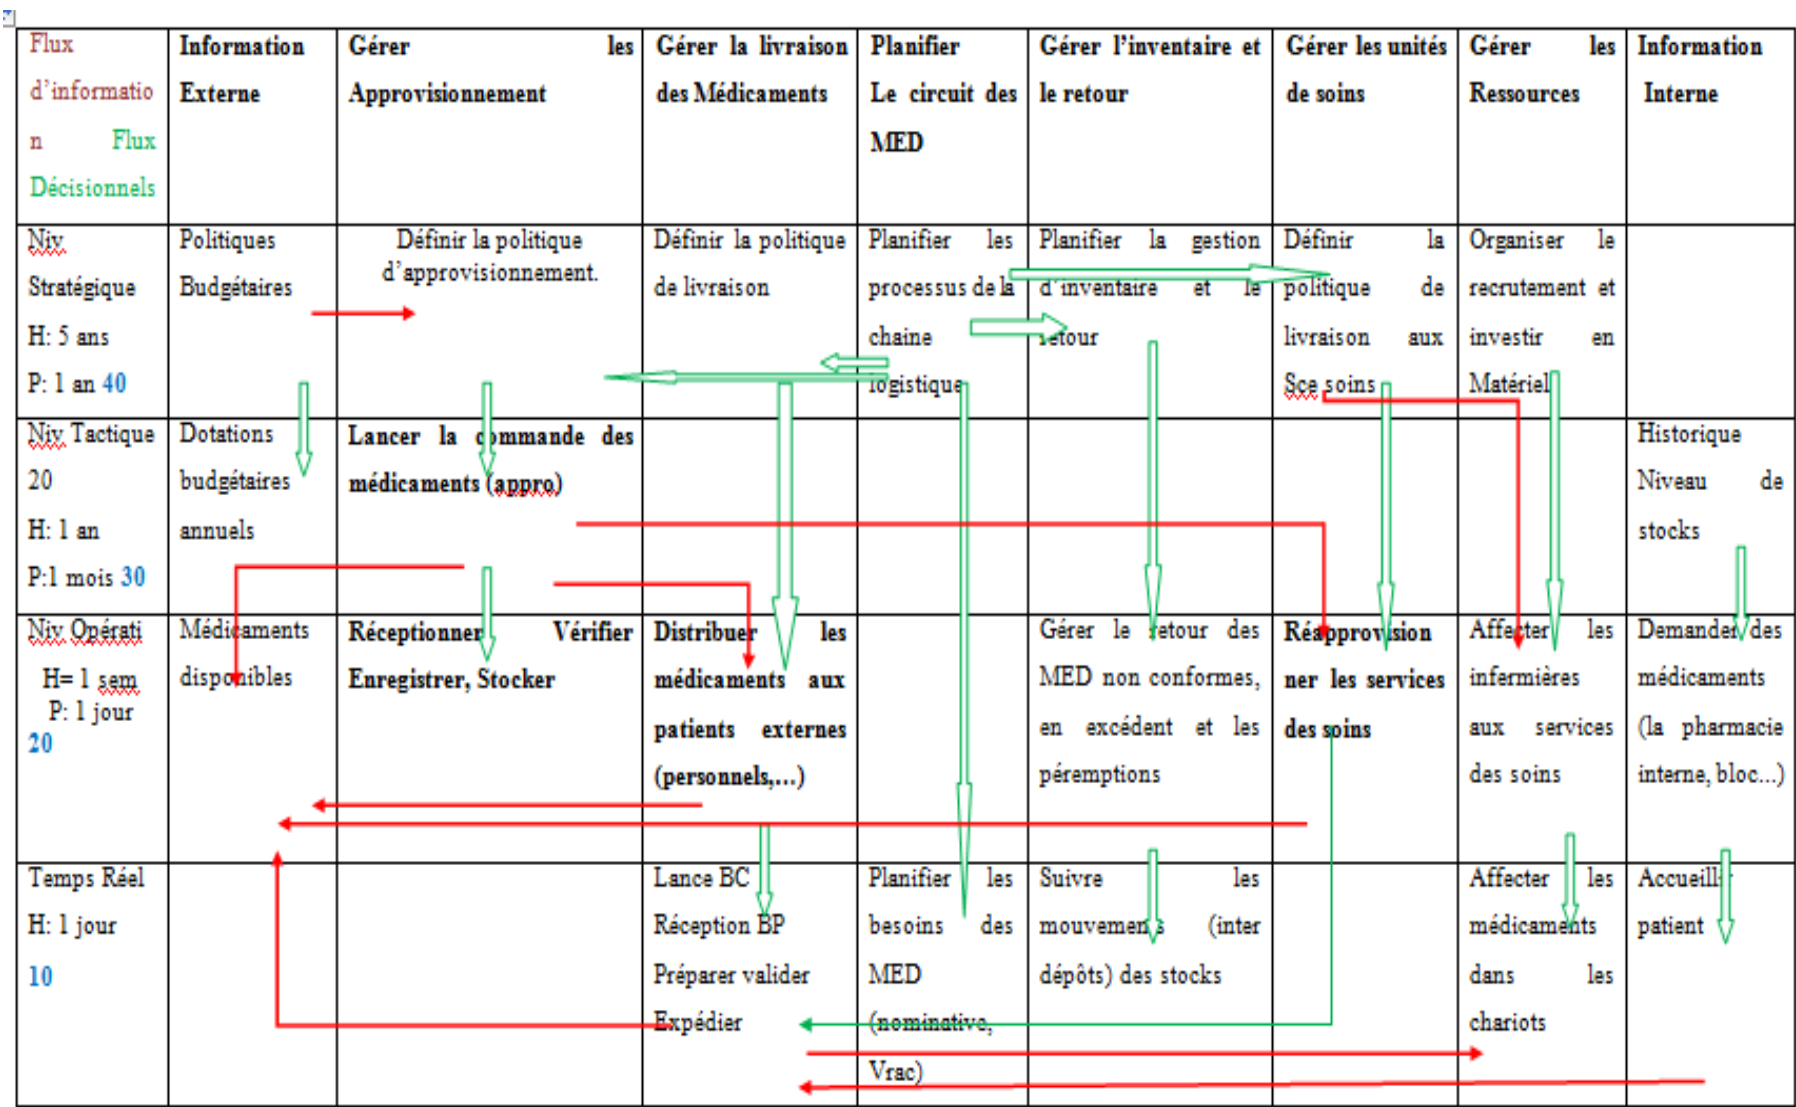 Flux
d'informatio
n Flux
Décisionnels
Information
Externe
Gérer les
Approvisionnement
Gérer la livraison
des Médicaments
Planifier
Le circuit des
MED
Gérer l'inventaire et
le retour
Gérer les unités
de soins
Gérer les
Ressources
Information
Interne
Niv
Stratégique
H: 5 ans
P: 1 an 40
Politiques
Budgétaires
Définir la politique
d'approvisionnement.
Définir la politique
de livraison
Planifier les
processus de la
chaine
logistique
Planifier la gestion
d'inventaire et le
retour
Définir la
politique de
livraison aux
Sce soins
Organiser le
recrutement et
investir en
Matériel
Niv Tactique
20
H: 1 an
P:1 mois 30
Dotations
budgétaires
annuels
Lancer la commande des
médicaments (appro)
Historique
Niveau de
stocks
Niv Opérati
H= 1 sem
P: 1 jour
20
Médicaments
disponibles
Réceptionner Vérifier
Enregistrer, Stocker
Distribuer les
médicaments aux
patients externes
(personnels,...)
Gérer le retour des
MED non conformes,
en excédent et les
péremptions
Réapprovision
ner les services
des soins
Affecter les
infermières
aux services
des soins
Demander des
médicaments
(la pharmacie
interne, bloc...)
Temps Réel
H: 1 jour
10
Lance BC
Réception BP
Préparer valider
Expédier
Planifier les
besoins des
MED
(nominative,
Vrac)
Suivre les
mouvements (inter
dépôts) des stocks
Affecter les
médicaments
dans les
chariots
Accueillir
patient